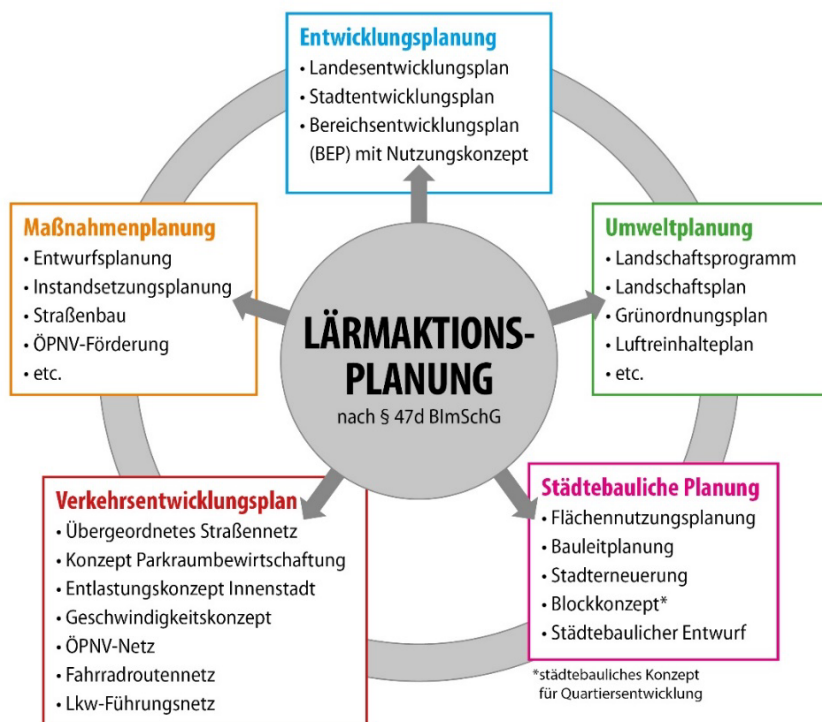 Entwicklungsplanung
• Landesentwicklungsplan
• Stadtentwicklungsplan
• Bereichsentwicklungsplan
(BEP) mit Nutzungskonzept
Maßnahmenplanung
• Entwurfsplanung
• Instandsetzungsplanung
• Straßenbau
• ÖPNV-Förderung
• etc.
Umweltplanung
• Landschaftsprogramm
• Landschaftsplan
• Grünordnungsplan
• Luftreinhalteplan
• etc.
LÄRMAKTIONS-
PLANUNG
nach § 47d BImSchG
Verkehrsentwicklungsplan
• Übergeordnetes Straßennetz
• Konzept Parkraumbewirtschaftung
• Entlastungskonzept Innenstadt
• Geschwindigkeitskonzept
• ÖPNV-Netz
• Fahrradroutennetz
• Lkw-Führungsnetz
Städtebauliche Planung
• Flächennutzungsplanung
• Bauleitplanung
• Stadterneuerung
• Blockkonzept*
• Städtebaulicher Entwurf
*städtebauliches Konzept
für Quartiersentwicklung